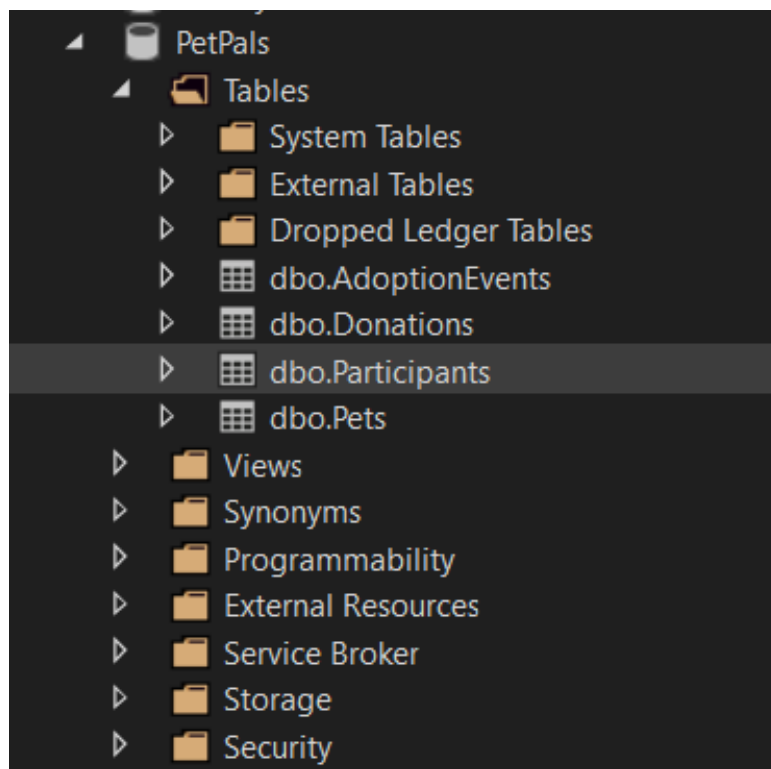 PetPals
Tables
System Tables
External Tables
Dropped Ledger Tables
dbo.AdoptionEvents
dbo.Donations
dbo.Participants
dbo.Pets
Views
Synonyms
Programmability
External Resources
Service Broker
Storage
Security